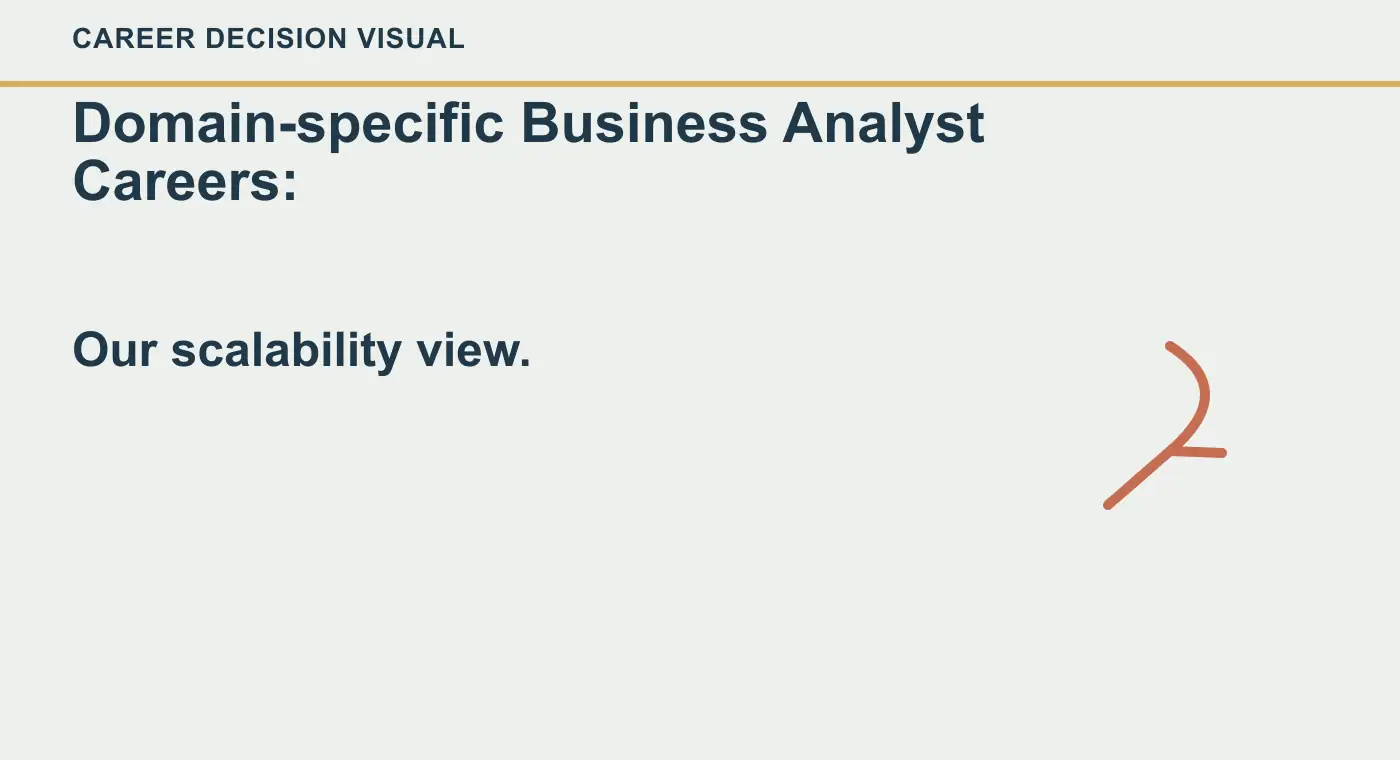 CAREER DECISION VISUAL
Domain-specific Business Analyst
Careers:
Our scalability view.